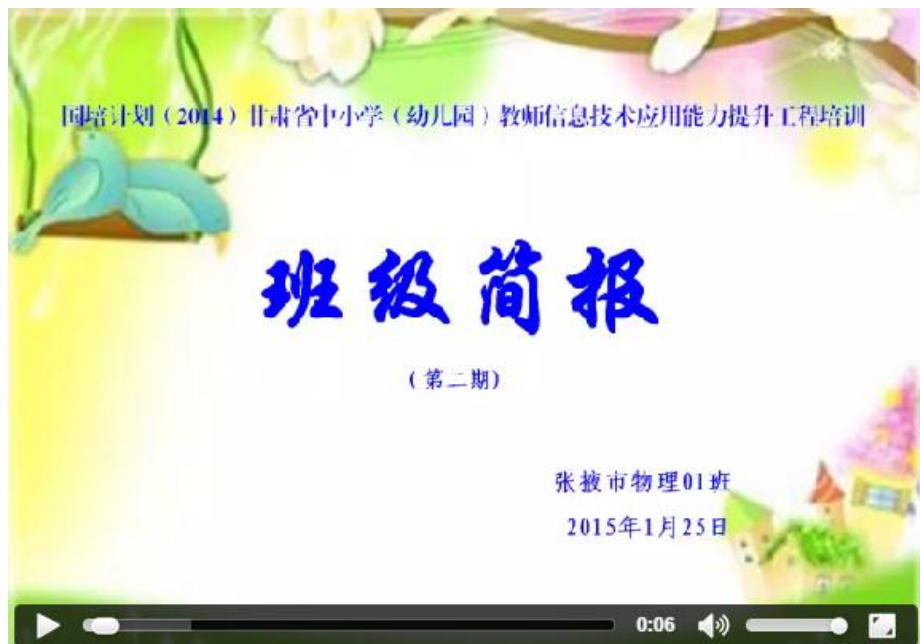 国培计划（2014）甘肃省中小学（幼儿园）教师信息技术应用能力提升工程培训
班级简报
（第二期）
张掖市物理01班
2015年1月25日
0:06